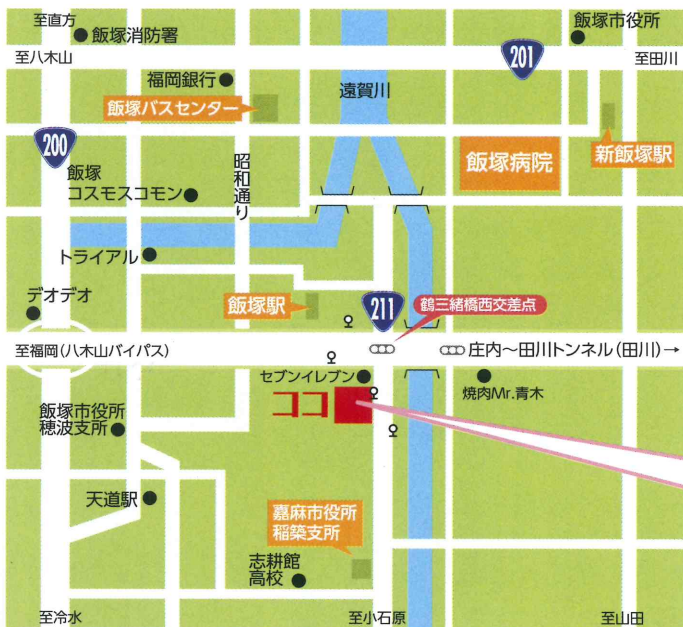 至直方
飯塚消防署
飯塚市役所
至八木山
201
至田川
福岡銀行
遠賀川
飯塚バスセンター
200
飯塚病院
新飯塚駅
飯塚
コスモスコモン
昭和通り
トライアル
デオデオ
飯塚駅
211
鶴三緒橋西交差点
至福岡(八木山バイパス)
庄内~田川トンネル(田川)→
セブンイレブン
焼肉Mr.青木
ココ
飯塚市役所
穂波支所
天道駅
嘉麻市役所
稲築支所
志耕館
高校
至冷水
至小石原
至山田